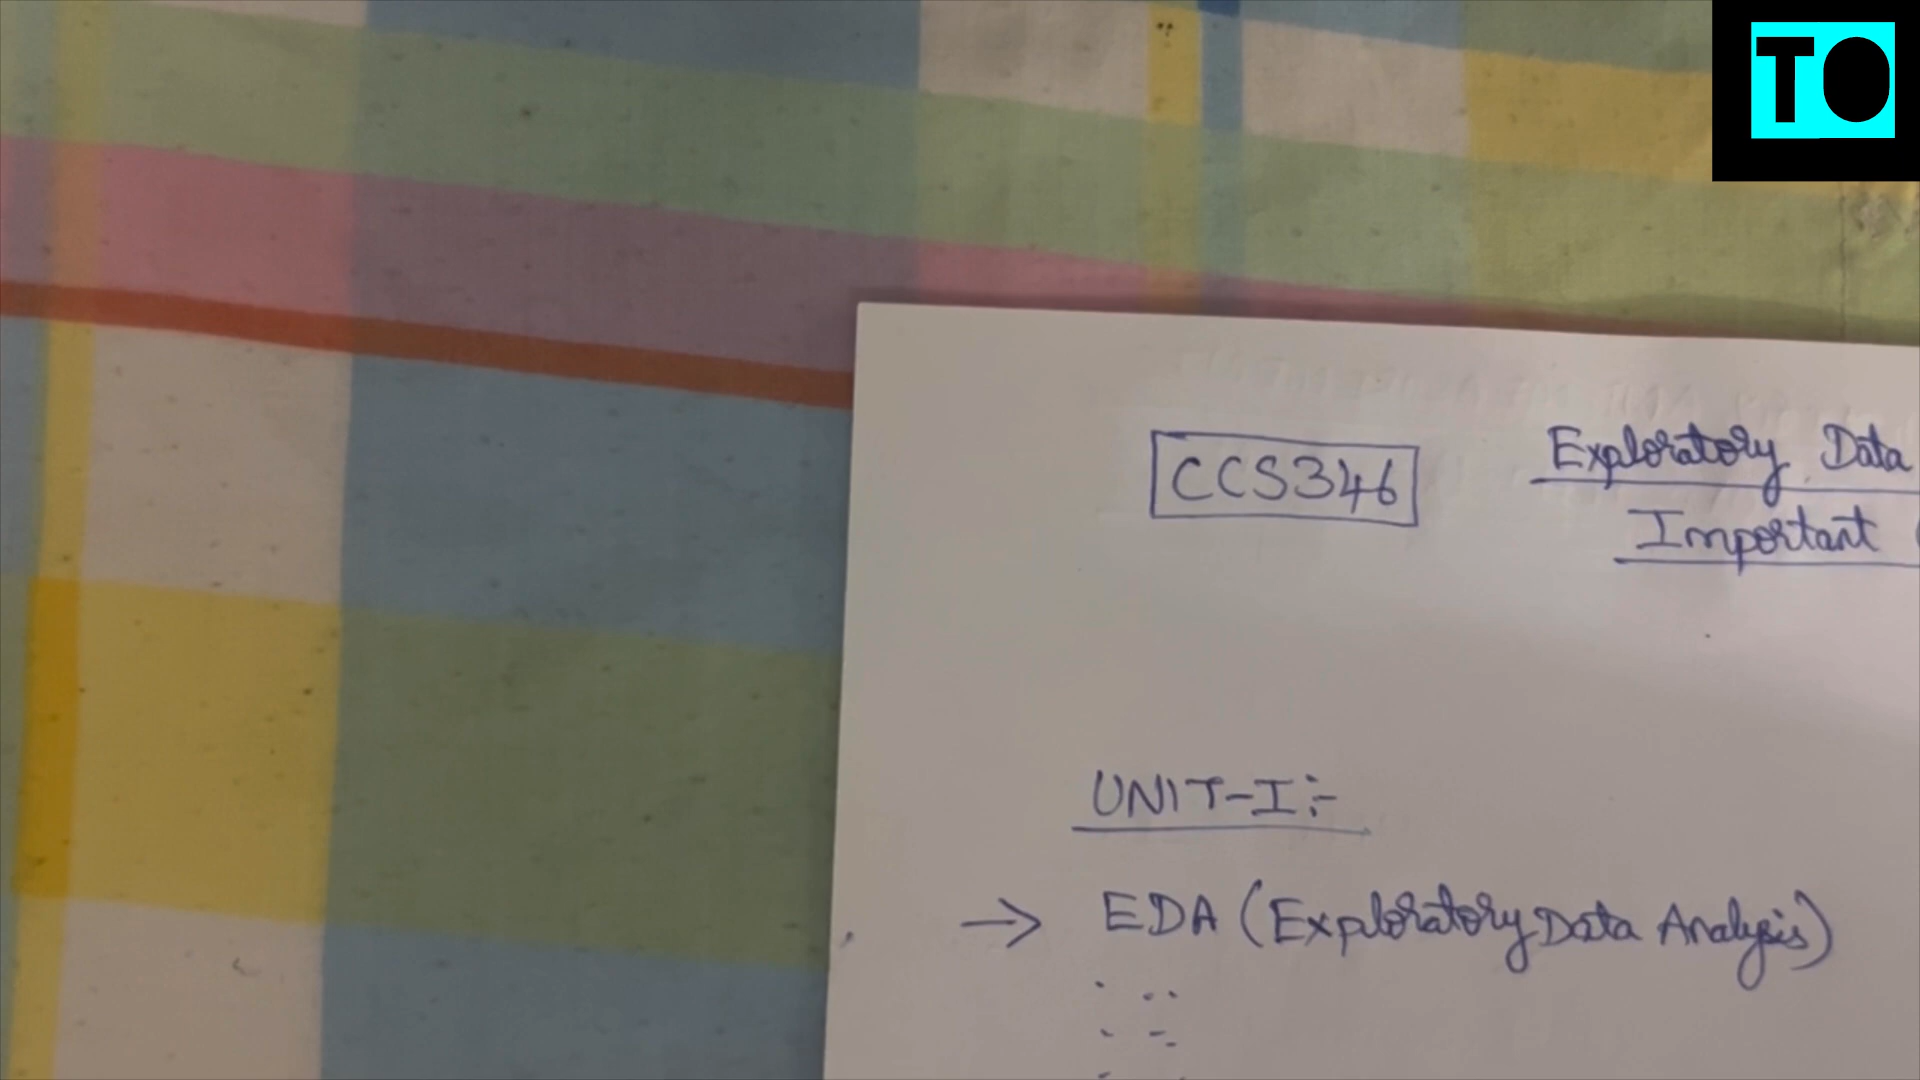 TO
CCS346
Exploratory Data
Important
UNIT-I:-
→ EDA (Exploratory Data Analysis)